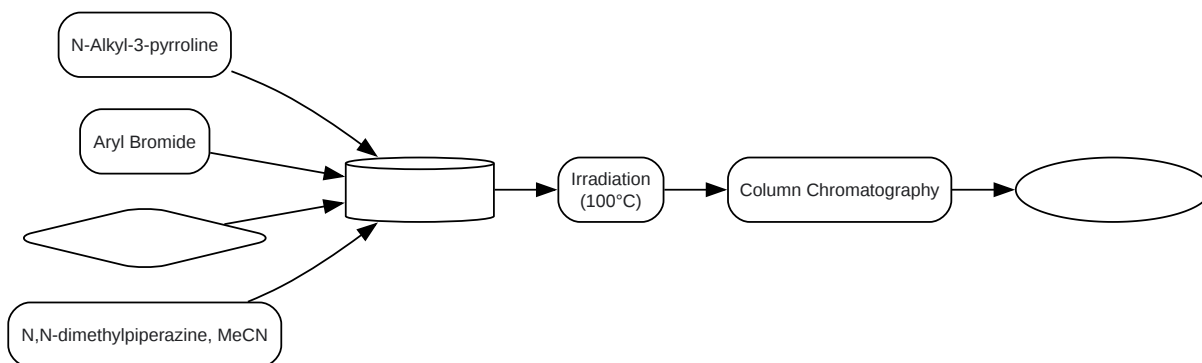 N-Alkyl-3-pyrroline
Aryl Bromide
N,N-dimethylpiperazine, MeCN
Irradiation
(100°C)
Column Chromatography